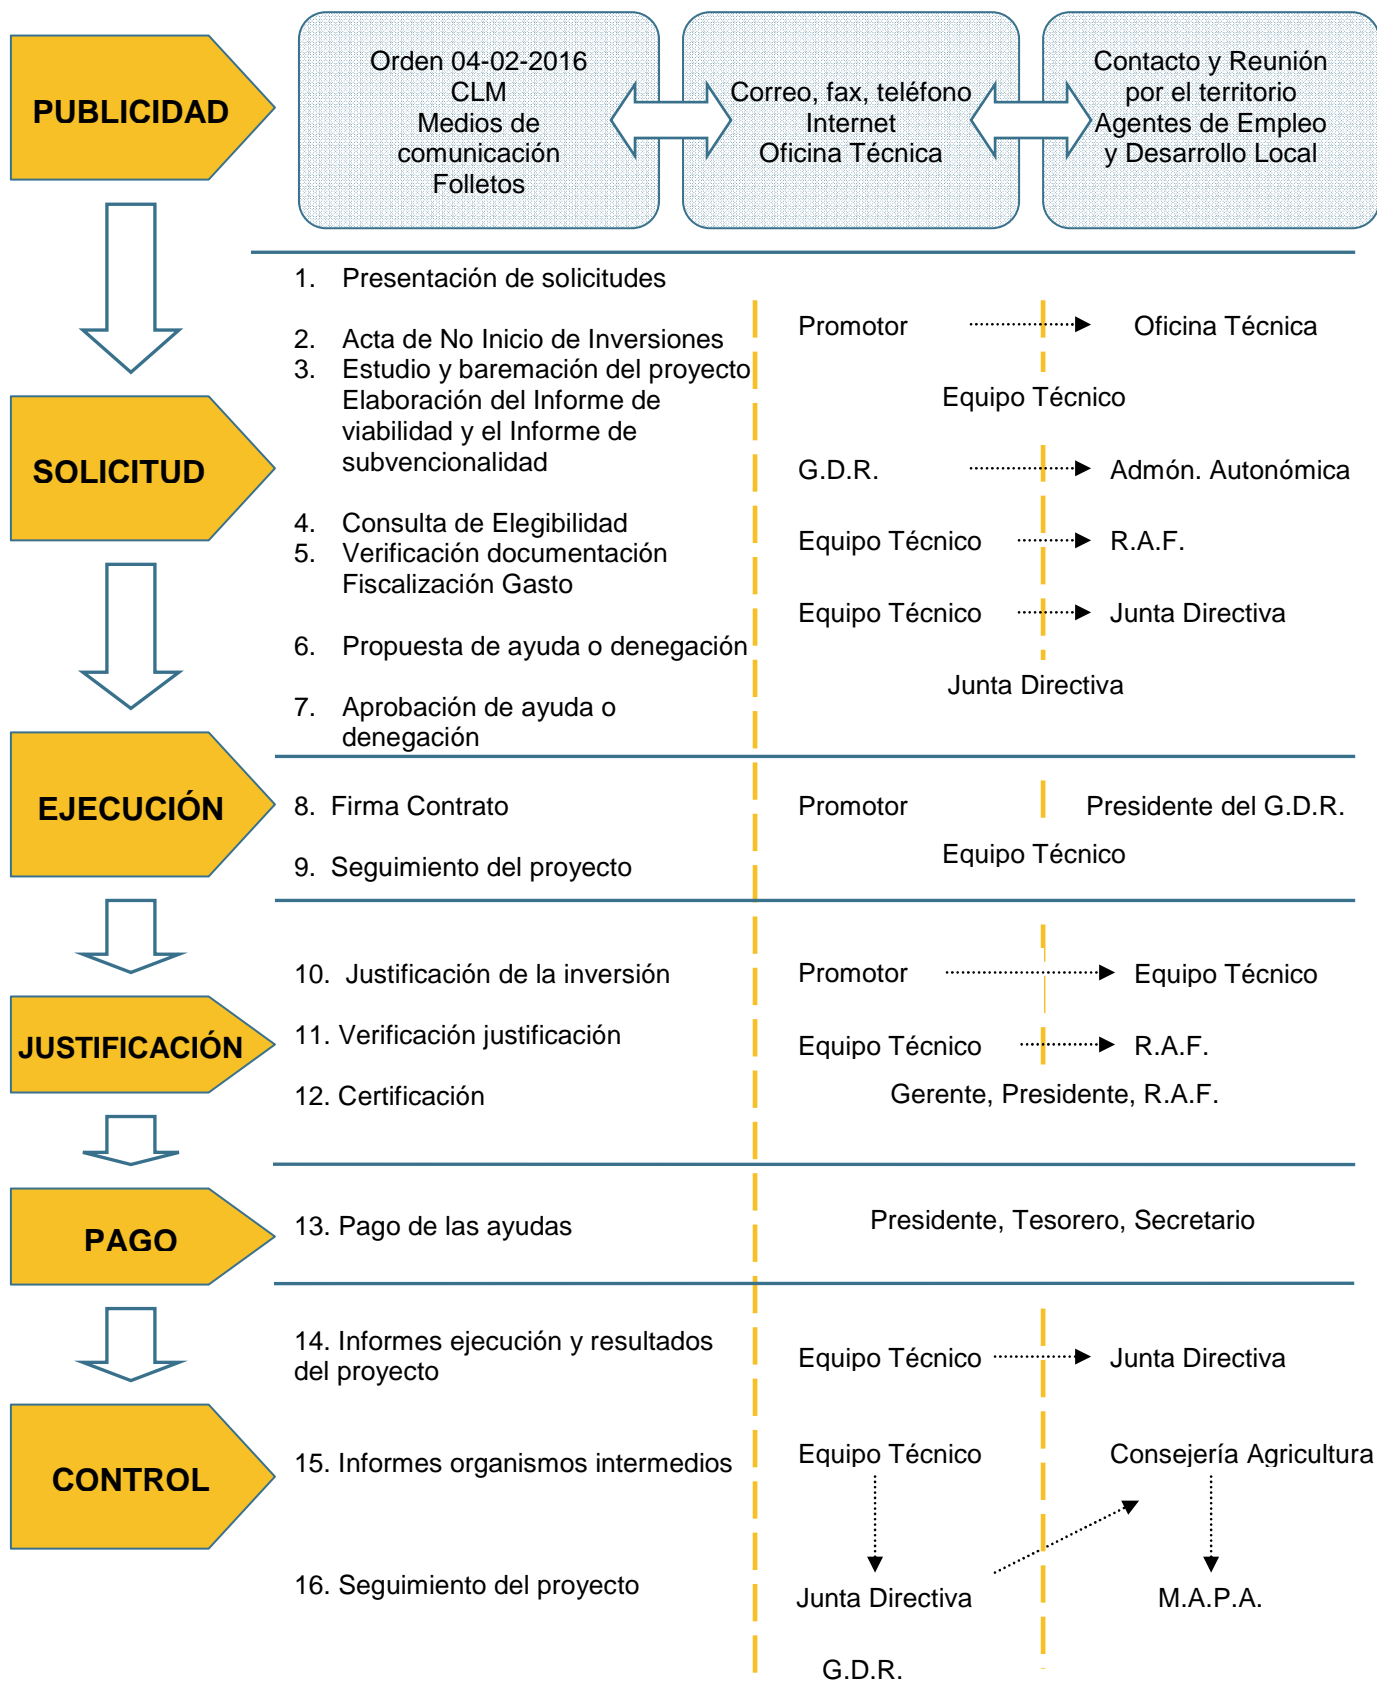 PUBLICIDAD
Orden 04-02-2016
CLM
Medios de
comunicación
Folletos
Correo, fax, teléfono
Internet
Oficina Técnica
Contacto y Reunión
por el territorio
Agentes de Empleo
y Desarrollo Local
SOLICITUD
1. Presentación de solicitudes
2. Acta de No Inicio de Inversiones
3. Estudio y baremación del proyecto
Elaboración del Informe de
viabilidad y el Informe de
subvencionalidad
4. Consulta de Elegibilidad
5. Verificación documentación
Fiscalización Gasto
6. Propuesta de ayuda o denegación
7. Aprobación de ayuda o
denegación
Promotor Oficina Técnica
Equipo Técnico
G.D.R. Admón. Autonómica
Equipo Técnico R.A.F.
Equipo Técnico Junta Directiva
Junta Directiva
EJECUCIÓN
8. Firma Contrato
9. Seguimiento del proyecto
Promotor Presidente del G.D.R.
Equipo Técnico
JUSTIFICACIÓN
10. Justificación de la inversión
11. Verificación justificación
12. Certificación
Promotor Equipo Técnico
Equipo Técnico R.A.F.
Gerente, Presidente, R.A.F.
PAGO
13. Pago de las ayudas
Presidente, Tesorero, Secretario
CONTROL
14. Informes ejecución y resultados
del proyecto
15. Informes organismos intermedios
16. Seguimiento del proyecto
Equipo Técnico Junta Directiva
Equipo Técnico Consejería Agricultura
Junta Directiva M.A.P.A.
G.D.R.